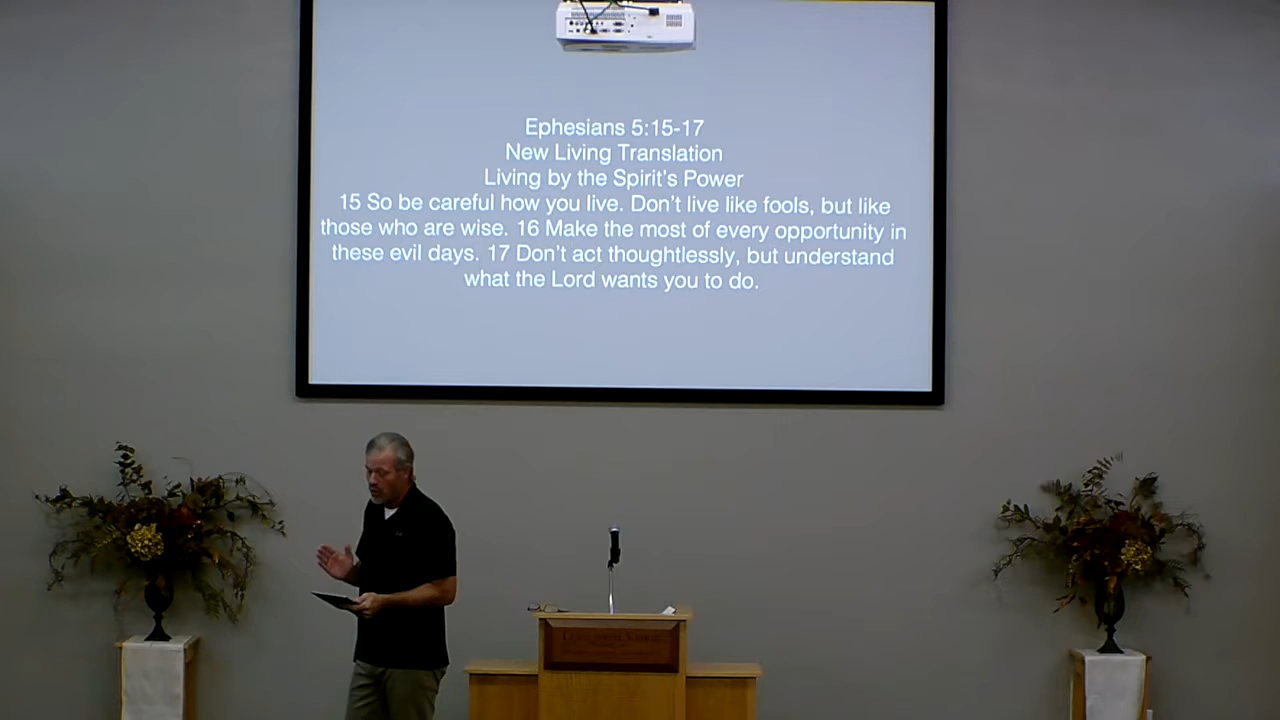 Ephesians 5:15-17
New Living Translation
Living by the Spirit's Power
15 So be careful how you live. Don't live like fools, but like
those who are wise. 16 Make the most of every opportunity in
these evil days. 17 Don't act thoughtlessly, but understand
what the Lord wants you to do.